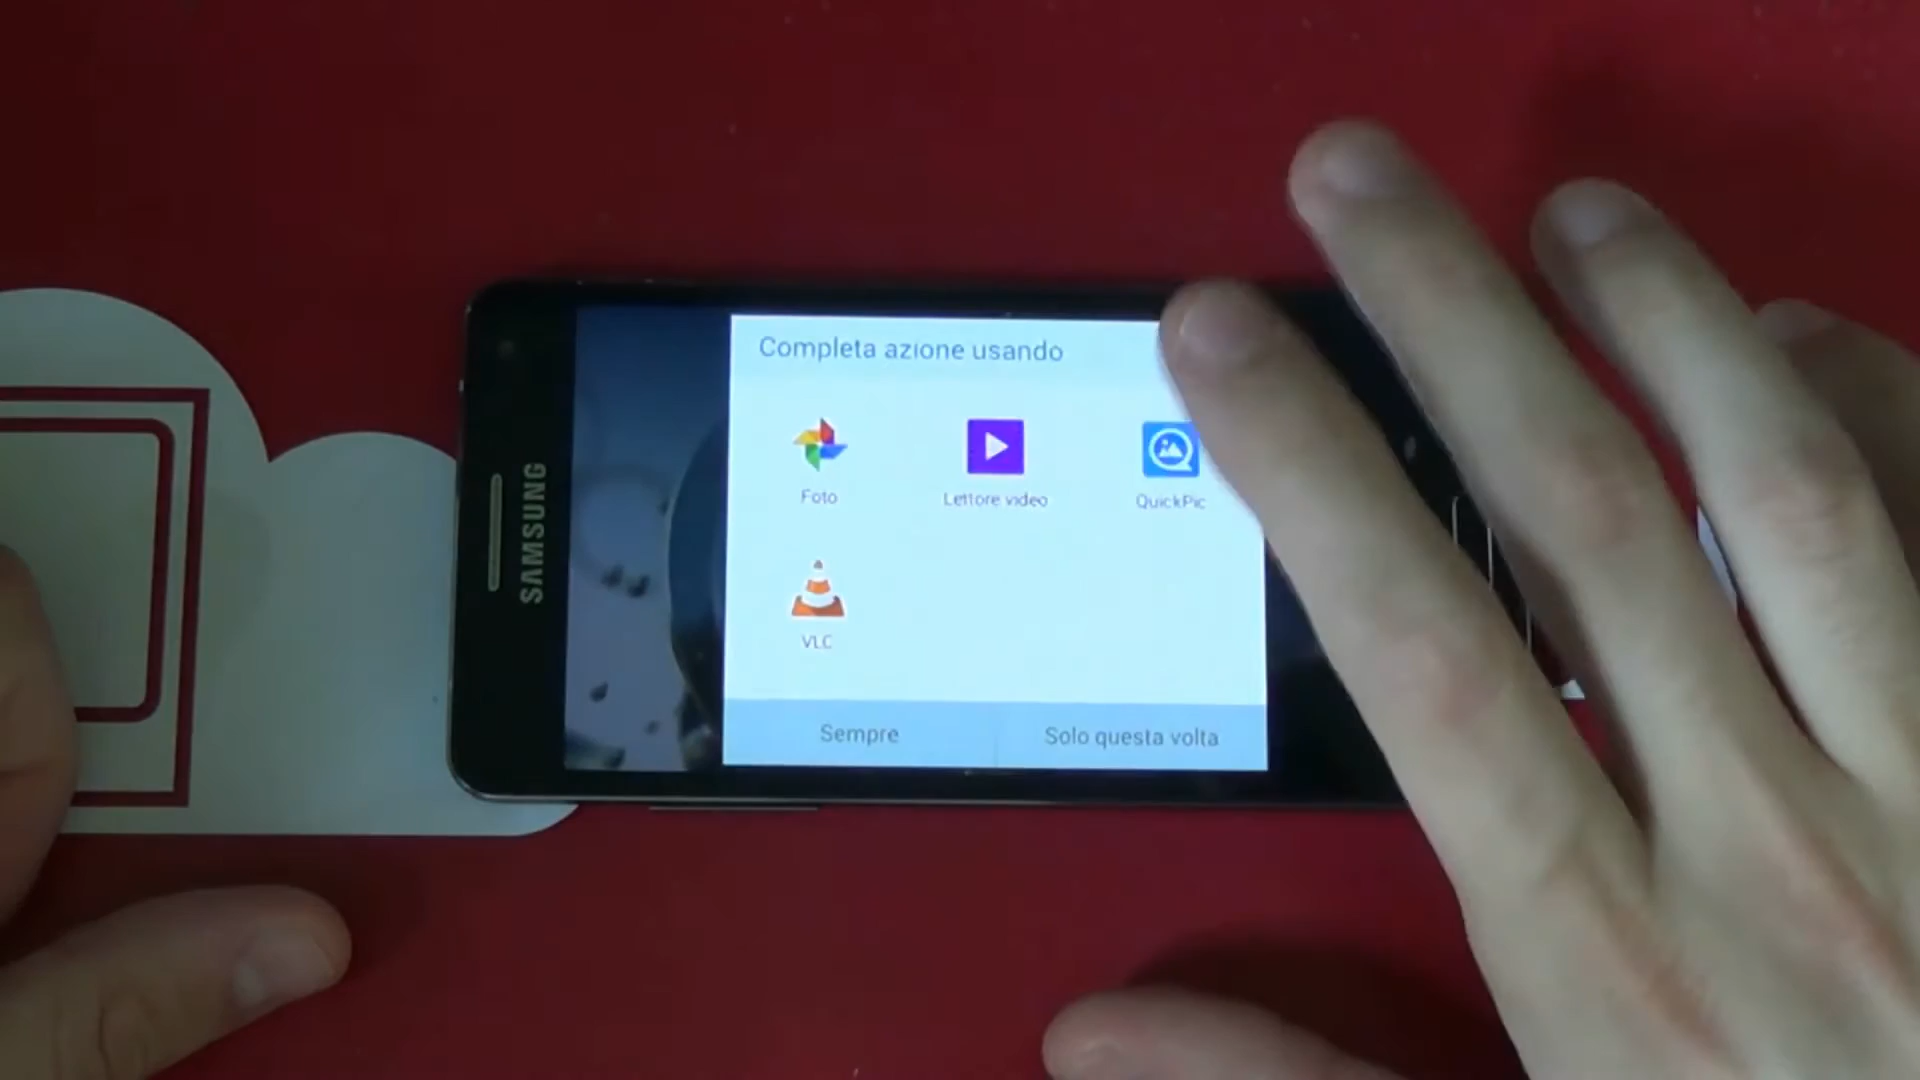 SAMSUNG
Completa azione usando
Foto
Lettore video
QuickPic
VLC
Sempre
Solo questa volta